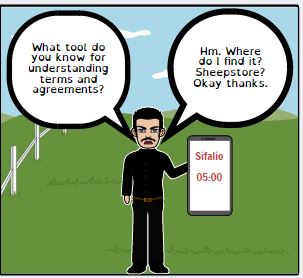 What tool do
you know for
understanding
terms and
agreements?
Hm. Where
do I find it?
Sheepstore?
Okay thanks.
Sifalio
05:00